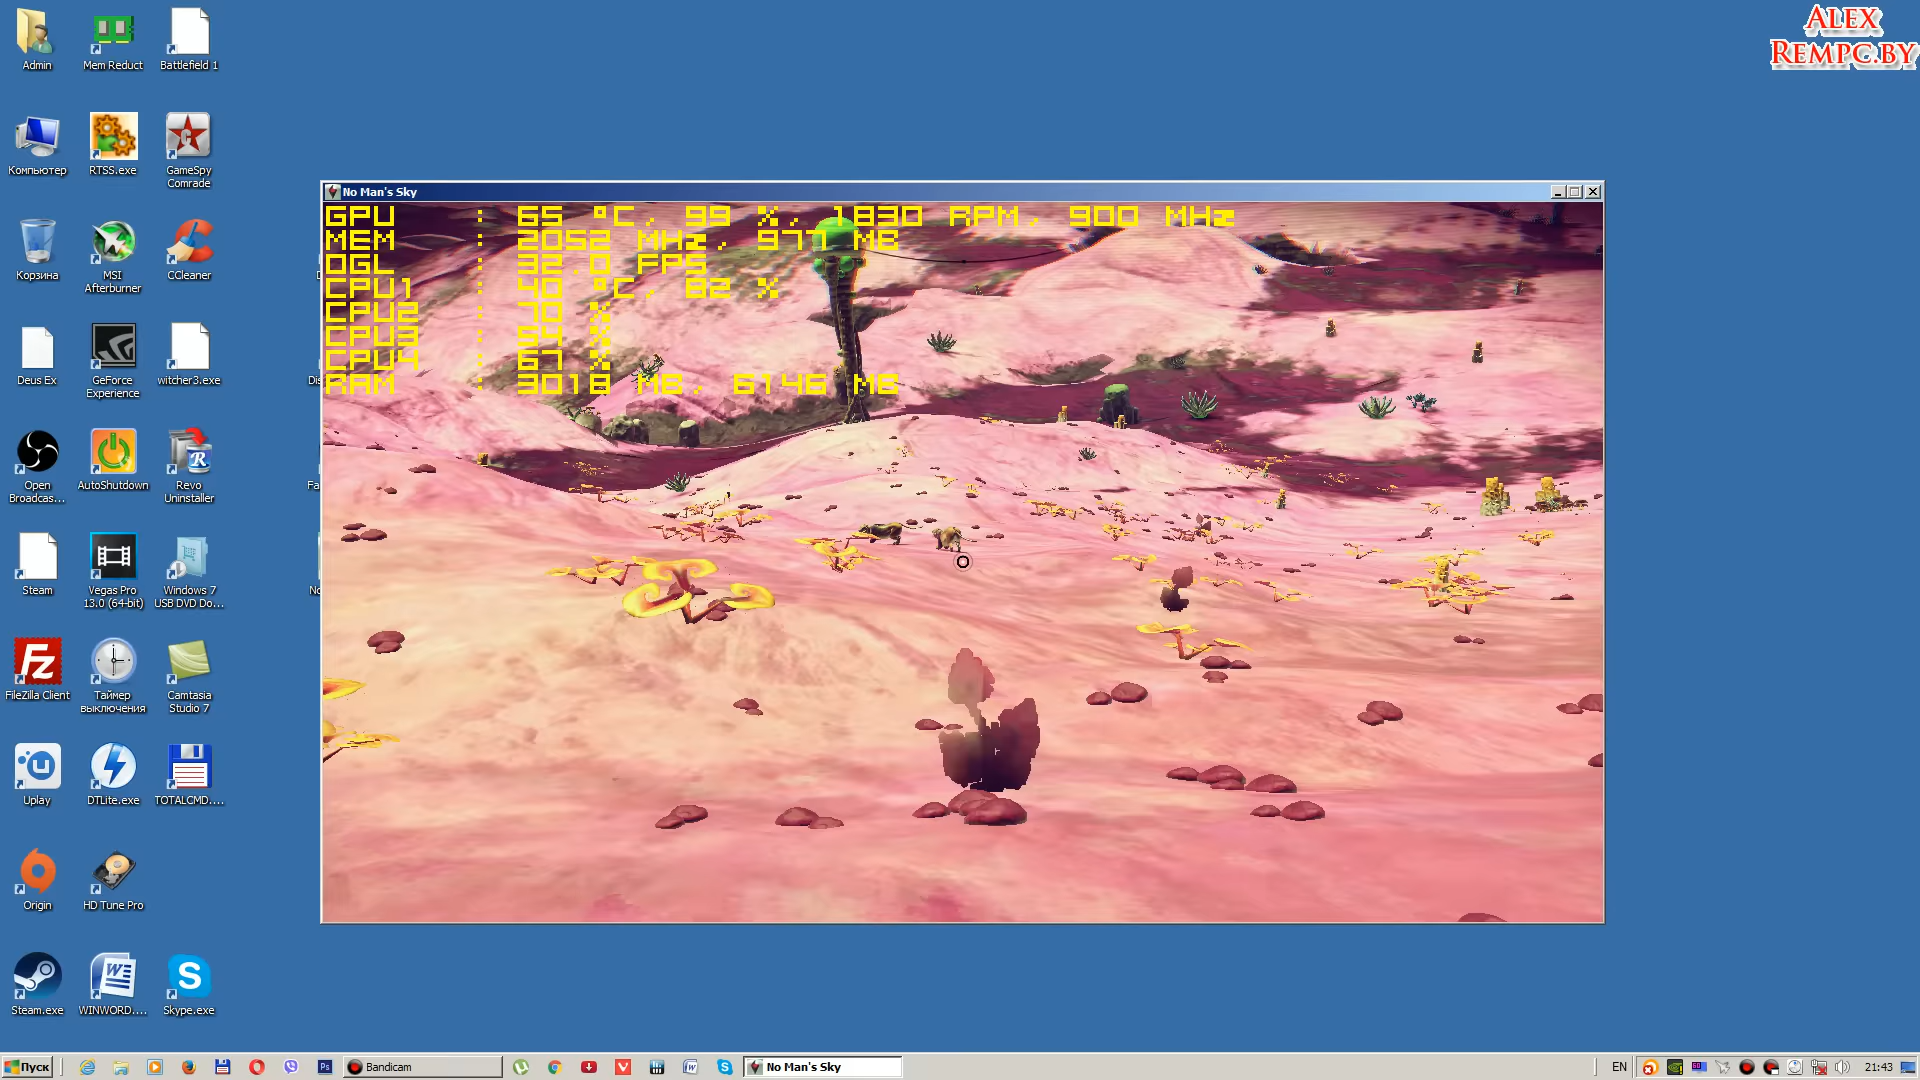 Admin
Mem Reduct
Battlefield 1
Компьютер
RTSS.exe
GameSpy
Comrade
Корзина
MSI
Afterburner
CCleaner
Deus Ex
GeForce
Experience
witcher3.exe
Open
Broadcas...
AutoShutdown
Revo
Uninstaller
Steam
Vegas Pro
13.0 (64-bit)
Windows 7
USB DVD Do...
FileZilla Client
Таймер
выключения
Camtasia
Studio 7
Uplay
DTLite.exe
TOTALCMD....
Origin
HD Tune Pro
Steam.exe
WINWORD....
Skype.exe
ALEX
REMPC.BY
No Man's Sky
GPU : 65 °C, 99 %, 1830 RPM, 900 MHz
MEM : 2052 MHz, 977 MB
OGL : 32.0 FPS
CPU1 : 40 °C, 82 %
CPU2 : 70 %
CPU3 : 54 %
CPU4 : 67 %
RAM : 3018 MB, 6146 MB
Пуск
Bandicam
No Man's Sky
EN
21:43